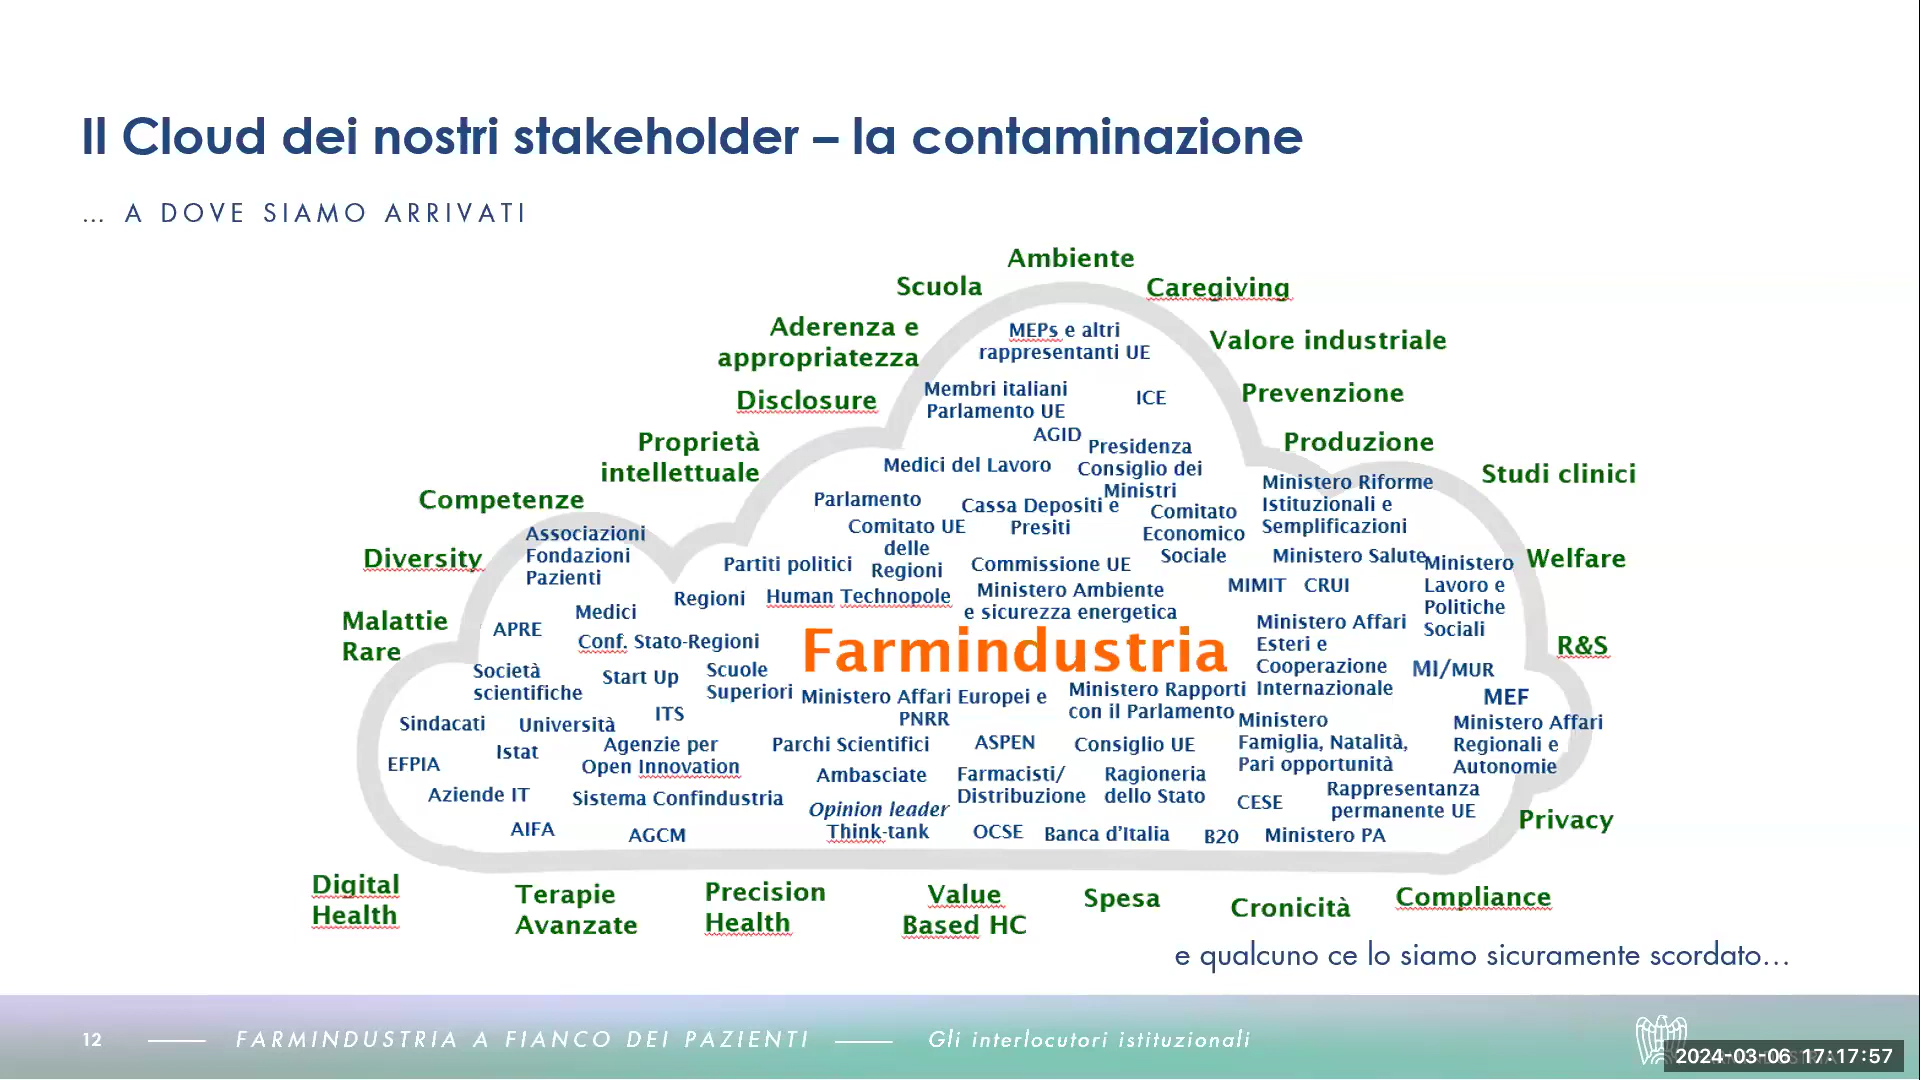 Il Cloud dei nostri stakeholder – la contaminazione
... A DOVE SIAMO ARRIVATI
Ambiente
Scuola
Caregiving
Aderenza e
appropriatezza
Valore industriale
Disclosure
Prevenzione
Proprietà
intellettuale
Produzione
Studi clinici
Competenze
Diversity
Welfare
Malattie
Rare
R&S
MEPs e altri
rappresentanti UE
Membri italiani
Parlamento UE
ICE
AGID
Presidenza
Consiglio dei
Ministri
Medici del Lavoro
Parlamento
Cassa Depositi e
Presiti
Comitato
Economico
Sociale
Ministero Riforme
Istituzionali e
Semplificazioni
Associazioni
Fondazioni
Pazienti
Comitato UE
delle
Regioni
Partiti politici
Commissione UE
Ministero Salute
Ministero
Lavoro e
Politiche
Sociali
Regioni
Human Technopole
Ministero Ambiente
e sicurezza energetica
MIMIT
CRUI
Medici
APRE
Conf. Stato-Regioni
Farmindustria
Ministero Affari
Esteri e
Cooperazione
Internazionale
MI/MUR
Società
scientifiche
Start Up
Scuole
Superiori
Ministero Affari Europei e
PNRR
Ministero Rapporti
con il Parlamento
MEF
Sindacati
Università
ITS
Ministero
Famiglia, Natalità,
Pari opportunità
Ministero Affari
Regionali e
Autonomie
EFPIA
Istat
Agenzie per
Open Innovation
Parchi Scientifici
ASPEN
Consiglio UE
Ambasciate
Farmacisti/
Distribuzione
Ragioneria
dello Stato
CESE
Rappresentanza
permanente UE
Aziende IT
Sistema Confindustria
Opinion leader
Think-tank
AIFA
AGCM
OCSE
Banca d'Italia
B20
Ministero PA
Privacy
Digital
Health
Terapie
Avanzate
Precision
Health
Value
Based HC
Spesa
Cronicità
Compliance
e qualcuno ce lo siamo sicuramente scordato...
12
FARMINDUSTRIA A FIANCO DEI PAZIENTI
Gli interlocutori istituzionali
2024-03-06 17:17:57